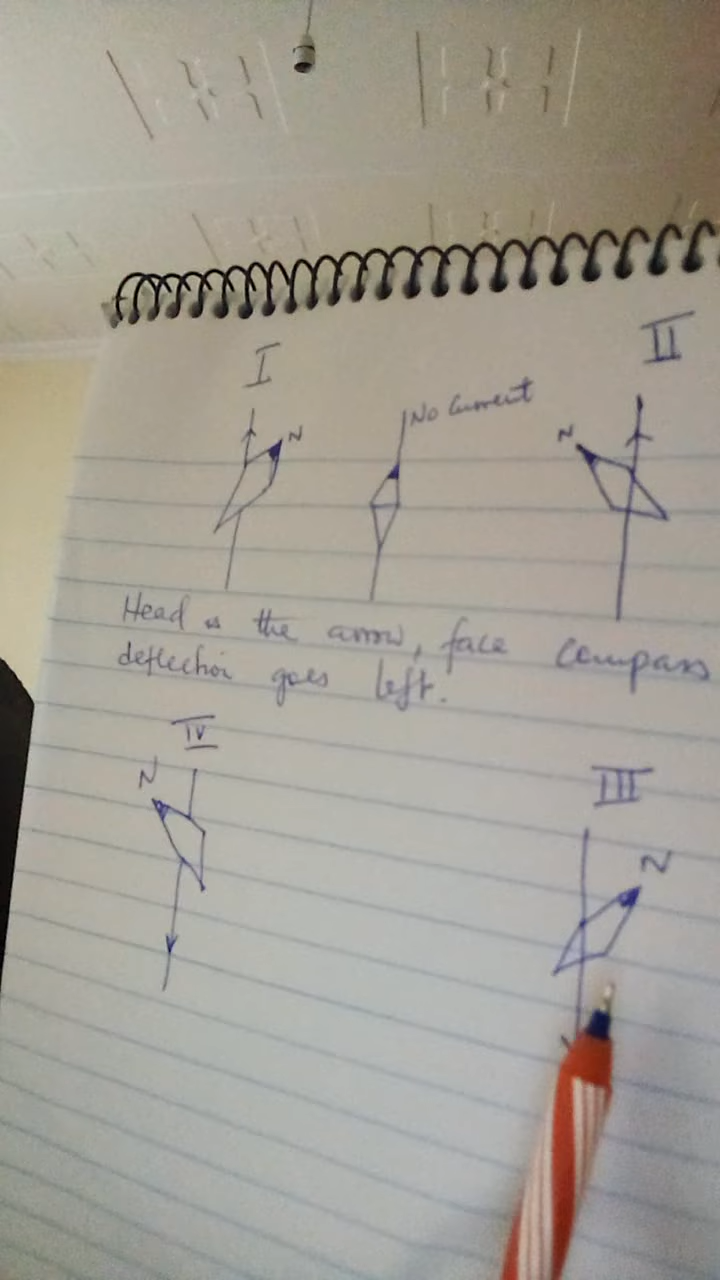 I
II
No Current
N
N
Head is the arrow, face compass
deflection goes left.
IV
III
N
N